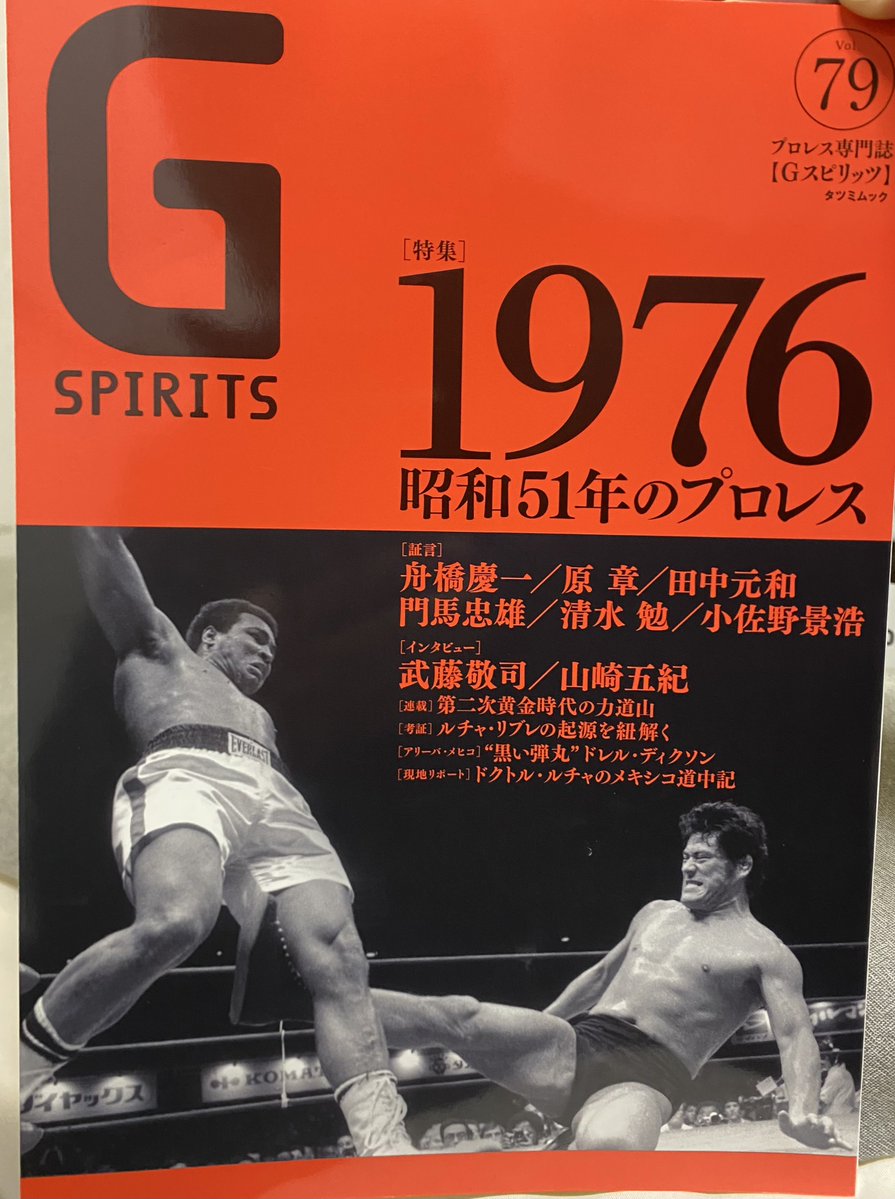 G
SPIRITS
Vol.
79
プロレス専門誌
【Gスピリッツ】
タツミムック
［特集］
1976
昭和51年のプロレス
［証言］
舟橋慶一／原 章／田中元和
門馬忠雄／清水 勉／小佐野景浩
［インタビュー］
武藤敬司／山崎五紀
［連載］第二次黄金時代の力道山
［考証］ルチャ・リブレの起源を紐解く
［アリーバ・メヒコ］“黒い弾丸”ドレル・ディクソン
［現地リポート］ドクトル・ルチャのメキシコ道中記
EVERLAST
イヤックス
KOMAT